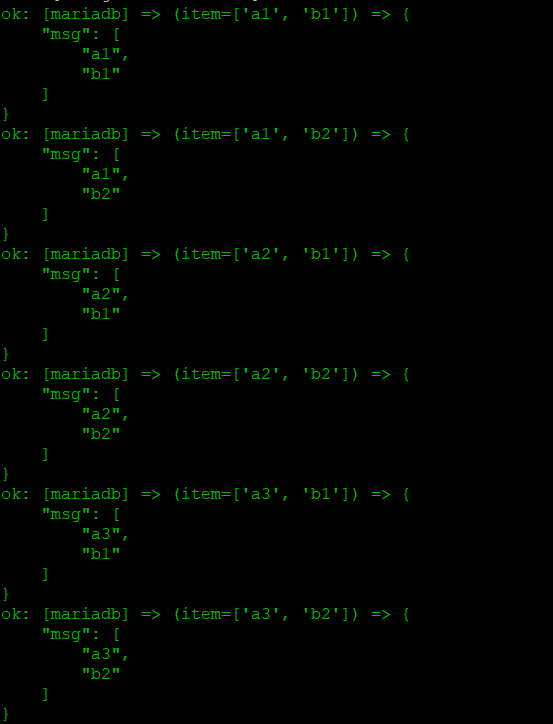 ok: [mariadb] => (item=['a1', 'b1']) => {
    "msg": [
        "a1",
        "b1"
    ]
}
ok: [mariadb] => (item=['a1', 'b2']) => {
    "msg": [
        "a1",
        "b2"
    ]
}
ok: [mariadb] => (item=['a2', 'b1']) => {
    "msg": [
        "a2",
        "b1"
    ]
}
ok: [mariadb] => (item=['a2', 'b2']) => {
    "msg": [
        "a2",
        "b2"
    ]
}
ok: [mariadb] => (item=['a3', 'b1']) => {
    "msg": [
        "a3",
        "b1"
    ]
}
ok: [mariadb] => (item=['a3', 'b2']) => {
    "msg": [
        "a3",
        "b2"
    ]
}